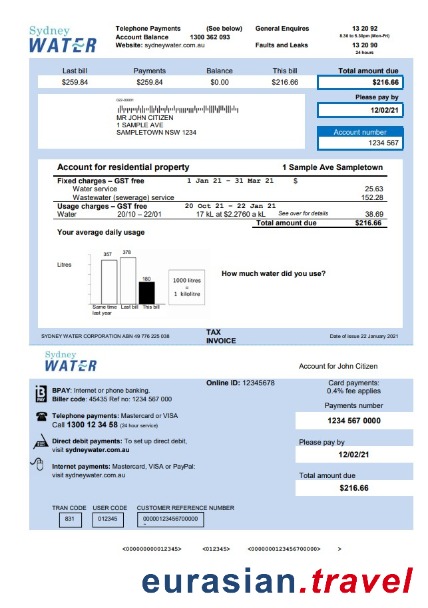 Sydney
WATER
Telephone Payments (See below)
Account Balance 1300 362 093
Website: sydneywater.com.au
General Enquires 13 20 92
8.30 to 5.30pm (Mon-Fri)
Faults and Leaks 13 20 90
24 hours
Last bill Payments Balance This bill Total amount due
$259.84 $259.84 $0.00 $216.66 $216.66
Please pay by
12/02/21
MR JOHN CITIZEN
1 SAMPLE AVE
SAMPLETOWN NSW 1234
Account number
1234 567
Account for residential property 1 Sample Ave Sampletown
Fixed charges – GST free 1 Jan 21 – 31 Mar 21 $
Water service 25.63
Wastewater (sewerage) service 152.28
Usage charges – GST free 20 Oct 21 – 22 Jan 21
Water 20/10 – 22/01 17 kL at $2.2760 a kL See over for details 38.69
Total amount due $216.66
Your average daily usage
Litres
357 378 180
1000 litres
=
1 kilolitre
How much water did you use?
Same time last year Last bill This bill
SYDNEY WATER CORPORATION ABN 49 776 225 038
TAX
INVOICE
Date of issue 22 January 2021
Sydney
WATER
Account for John Citizen
Online ID: 12345678
Card payments:
0.4% fee applies
BPAY: Internet or phone banking.
Biller code: 45435 Ref no: 1234 567 000
Payments number
1234 567 0000
Telephone payments: Mastercard or VISA
Call 1300 12 34 58 (24 hour service)
Direct debit payments: To set up direct debit,
visit sydneywater.com.au
Please pay by
12/02/21
Internet payments: Mastercard, VISA or PayPal:
visit sydneywater.com.au
Total amount due
$216.66
TRAN CODE USER CODE CUSTOMER REFERENCE NUMBER
831 012345 00000123456700000
<000000000012345> <012345> <0000000123456700000> >
eurasian.travel